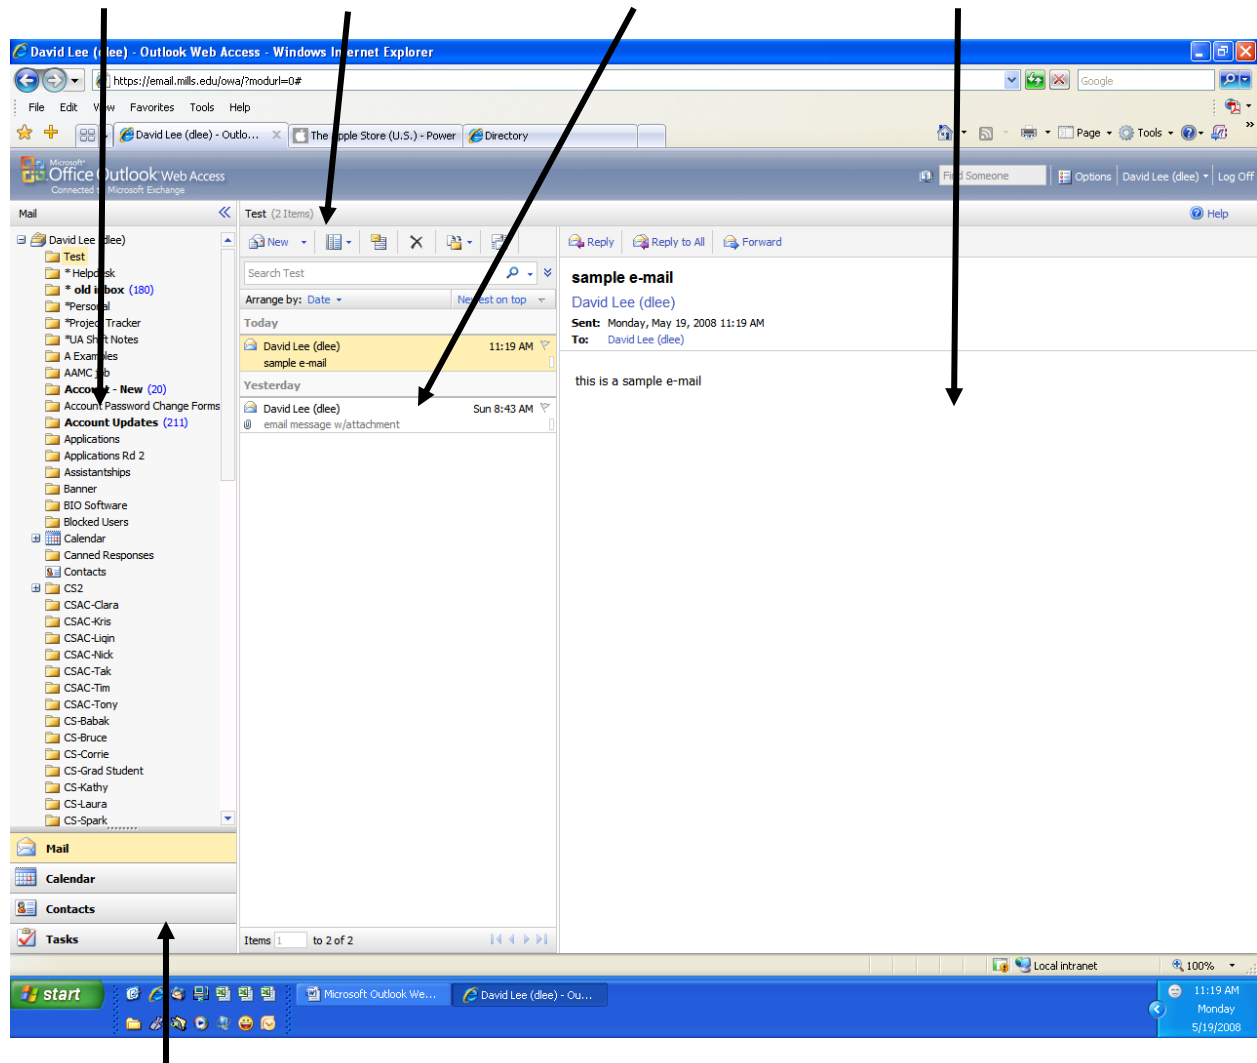 David Lee (dlee) - Outlook Web Access - Windows Internet Explorer
https://email.mills.edu/owa/?modurl=0#
Google
File Edit View Favorites Tools Help
David Lee (dlee) - Outlo... The Apple Store (U.S.) - Power Directory
Page Tools
Microsoft
Office Outlook Web Access
Connected to Microsoft Exchange
Find Someone Options David Lee (dlee) Log Off
Mail Test (2 Items) Help
New Reply Reply to All Forward
Search Test
Arrange by: Date Newest on top
Today
David Lee (dlee) 11:19 AM
sample e-mail
Yesterday
David Lee (dlee) Sun 8:43 AM
email message w/attachment
sample e-mail
David Lee (dlee)
Sent: Monday, May 19, 2008 11:19 AM
To: David Lee (dlee)
this is a sample e-mail
David Lee (dlee)
Test
* Helpdesk
* old inbox (180)
*Personal
*Project Tracker
*UA Shift Notes
A Examples
AAMC job
Account - New (20)
Account Password Change Forms
Account Updates (211)
Applications
Applications Rd 2
Assistantships
Banner
BIO Software
Blocked Users
Calendar
Canned Responses
Contacts
CS2
CSAC-Clara
CSAC-Kris
CSAC-Liqin
CSAC-Nick
CSAC-Tak
CSAC-Tim
CSAC-Tony
CS-Babak
CS-Bruce
CS-Corrie
CS-Grad Student
CS-Kathy
CS-Laura
CS-Spark
Mail
Calendar
Contacts
Tasks
Items 1 to 2 of 2
Local intranet 100%
start Microsoft Outlook We... David Lee (dlee) - Ou...
11:19 AM
Monday
5/19/2008